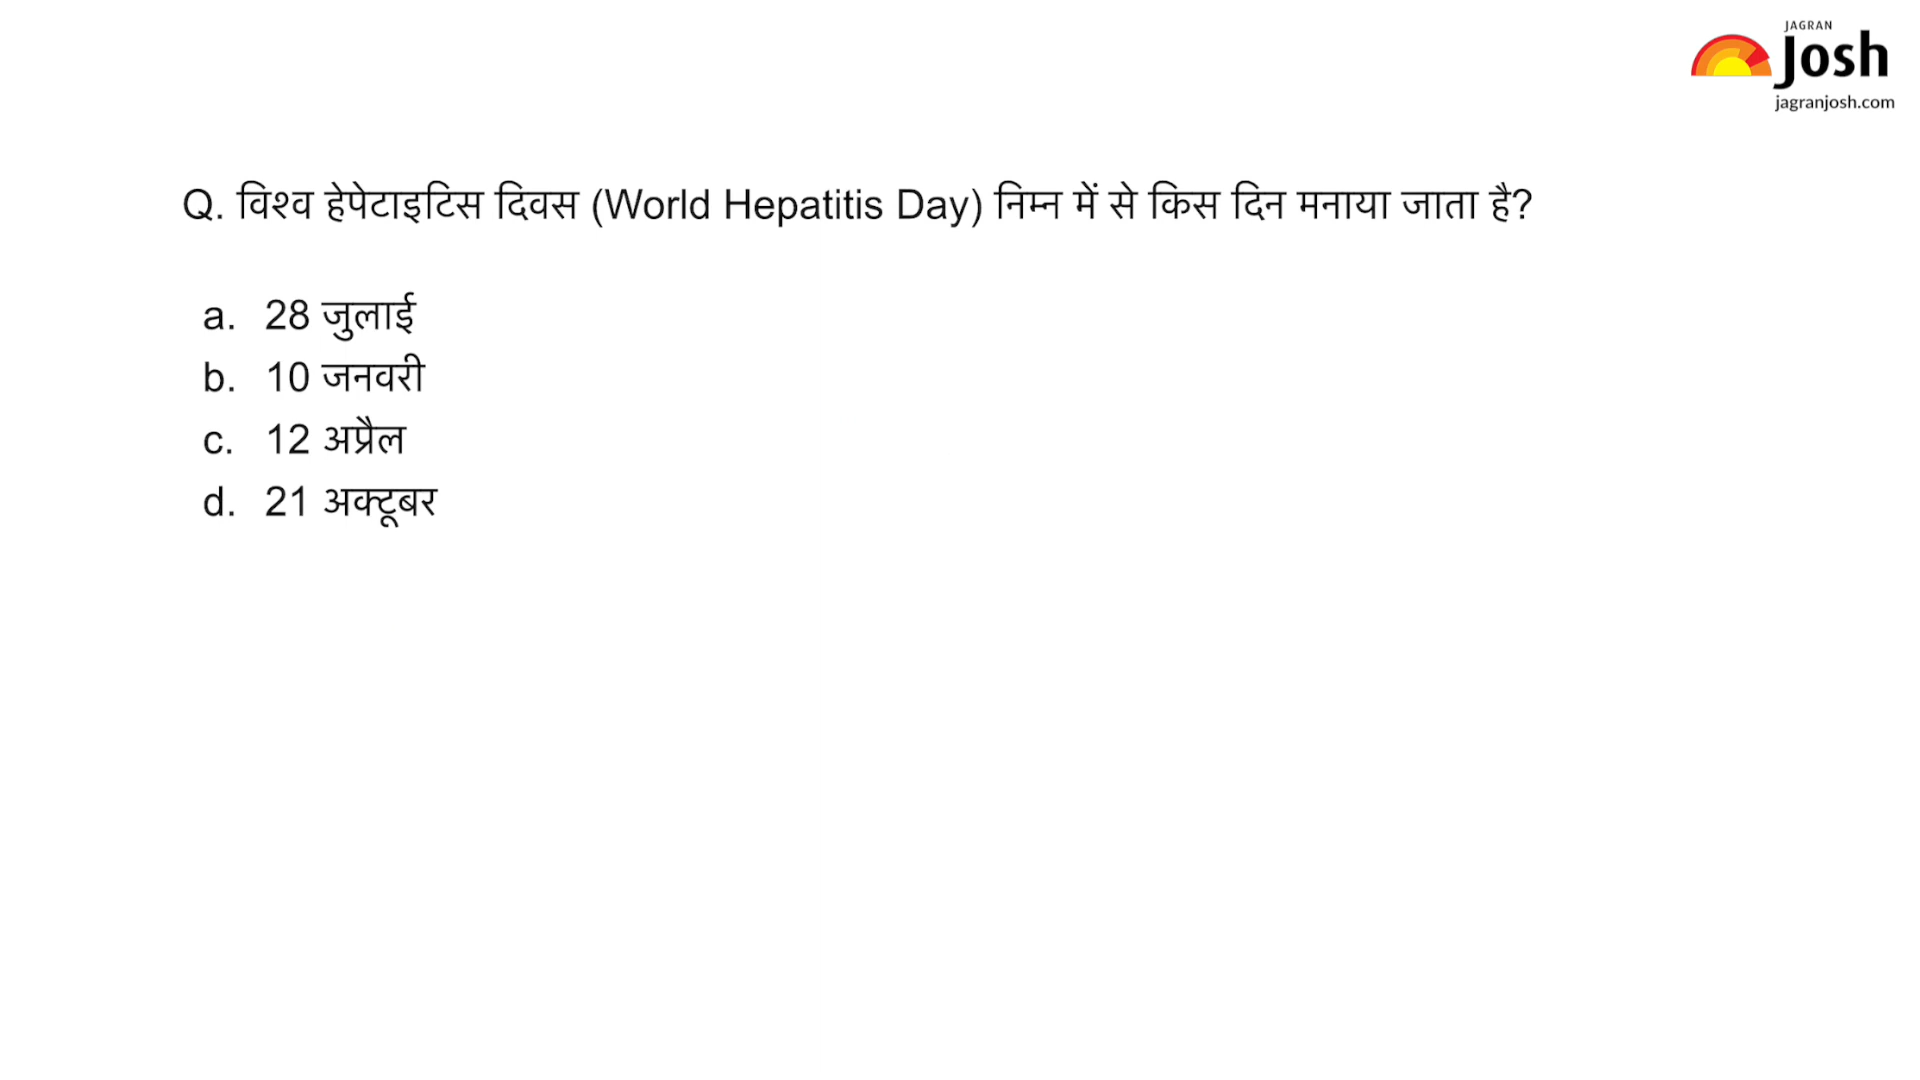 JAGRAN
Josh
jagranjosh.com
Q. विश्व हेपेटाइटिस दिवस (World Hepatitis Day) निम्न में से किस दिन मनाया जाता है?
a. 28 जुलाई
b. 10 जनवरी
c. 12 अप्रैल
d. 21 अक्टूबर